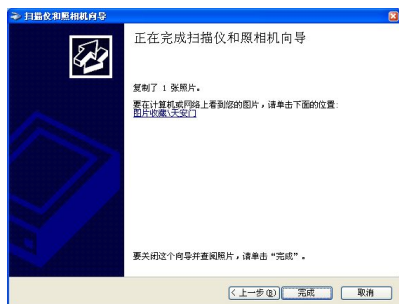 扫描仪和照相机向导
正在完成扫描仪和照相机向导
复制了 1 张照片。
要在计算机或网络上看到您的图片，请单击下面的位置:
图片收藏\天安门
要关闭这个向导并查阅照片，请单击“完成”。
< 上一步(B) 完成 取消